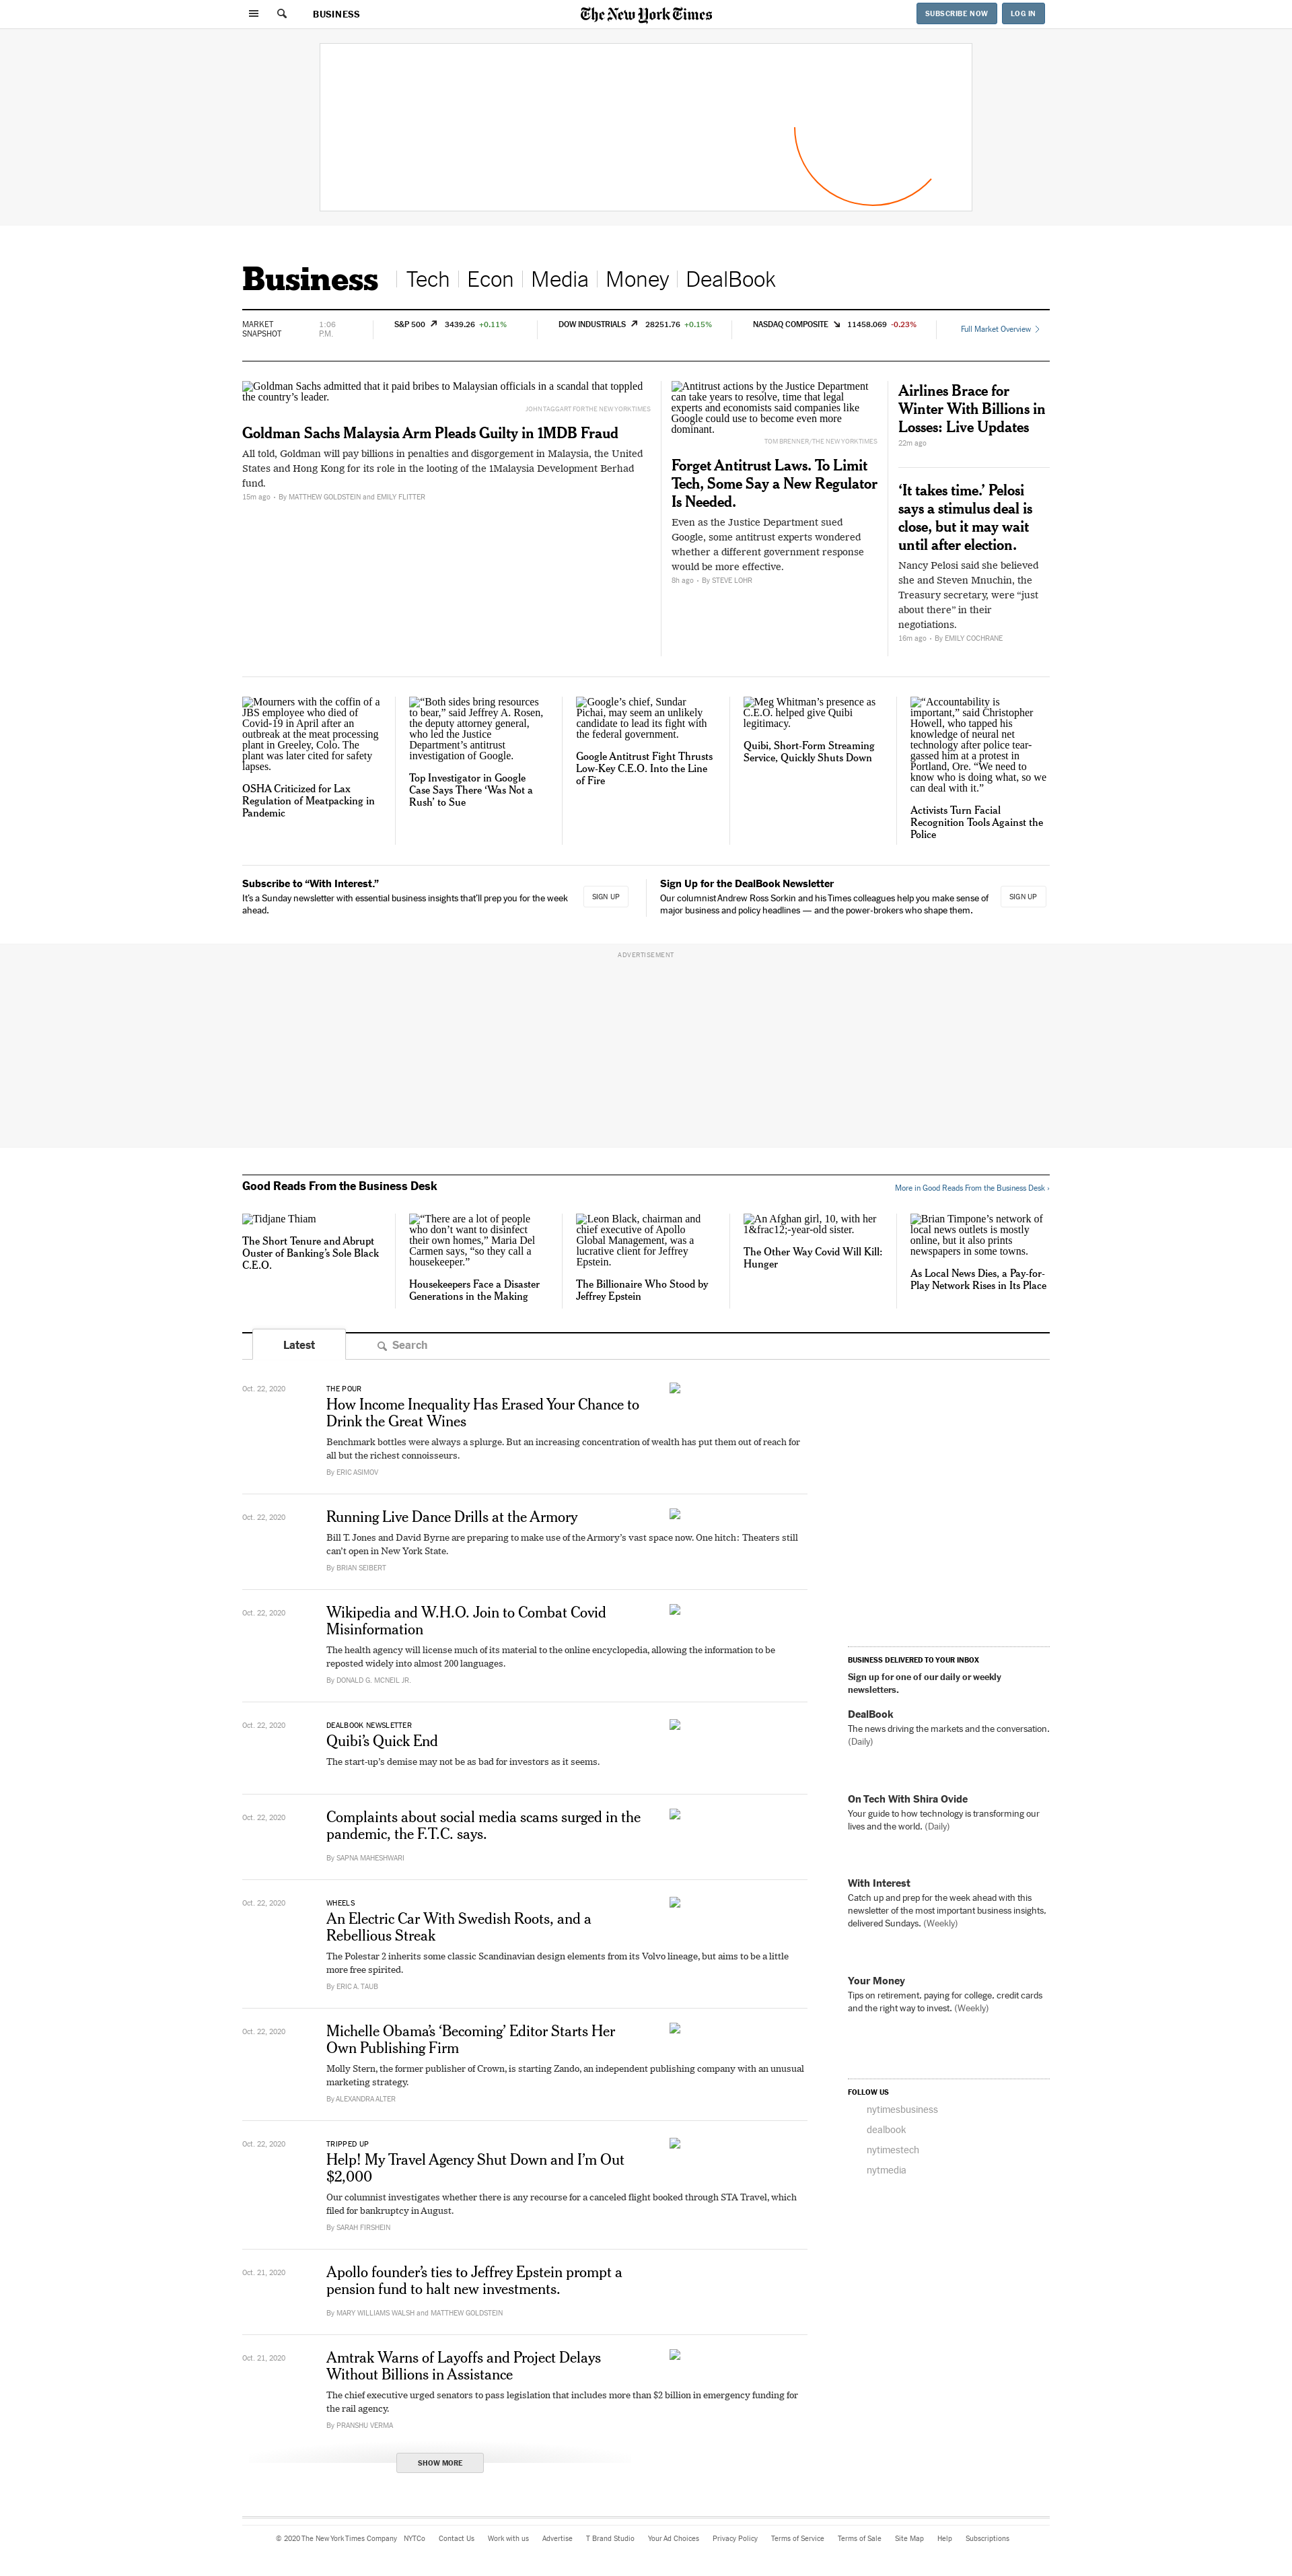 BUSINESS
The New York Times
SUBSCRIBE NOW
LOG IN
Business
Tech
Econ
Media
Money
DealBook
MARKET
SNAPSHOT
1:06
P.M.
S&P 500 3439.26 +0.11%
DOW INDUSTRIALS 28251.76 +0.15%
NASDAQ COMPOSITE 11458.069 -0.23%
Full Market Overview
Goldman Sachs admitted that it paid bribes to Malaysian officials in a scandal that toppled
the country’s leader.
JOHN TAGGART FOR THE NEW YORK TIMES
Goldman Sachs Malaysia Arm Pleads Guilty in 1MDB Fraud
All told, Goldman will pay billions in penalties and disgorgement in Malaysia, the United
States and Hong Kong for its role in the looting of the 1Malaysia Development Berhad
fund.
15m ago • By MATTHEW GOLDSTEIN and EMILY FLITTER
Antitrust actions by the Justice Department
can take years to resolve, time that legal
experts and economists said companies like
Google could use to become even more
dominant.
TOM BRENNER/THE NEW YORK TIMES
Forget Antitrust Laws. To Limit
Tech, Some Say a New Regulator
Is Needed.
Even as the Justice Department sued
Google, some antitrust experts wondered
whether a different government response
would be more effective.
8h ago • By STEVE LOHR
Airlines Brace for
Winter With Billions in
Losses: Live Updates
22m ago
‘It takes time.’ Pelosi
says a stimulus deal is
close, but it may wait
until after election.
Nancy Pelosi said she believed
she and Steven Mnuchin, the
Treasury secretary, were “just
about there” in their
negotiations.
16m ago • By EMILY COCHRANE
Mourners with the coffin of a
JBS employee who died of
Covid-19 in April after an
outbreak at the meat processing
plant in Greeley, Colo. The
plant was later cited for safety
lapses.
OSHA Criticized for Lax
Regulation of Meatpacking in
Pandemic
“Both sides bring resources
to bear,” said Jeffrey A. Rosen,
the deputy attorney general,
who led the Justice
Department’s antitrust
investigation of Google.
Top Investigator in Google
Case Says There ‘Was Not a
Rush’ to Sue
Google’s chief, Sundar
Pichai, may seem an unlikely
candidate to lead its fight with
the federal government.
Google Antitrust Fight Thrusts
Low-Key C.E.O. Into the Line
of Fire
Meg Whitman’s presence as
C.E.O. helped give Quibi
legitimacy.
Quibi, Short-Form Streaming
Service, Quickly Shuts Down
“Accountability is
important,” said Christopher
Howell, who tapped his
knowledge of neural net
technology after police tear-
gassed him at a protest in
Portland, Ore. “We need to
know who is doing what, so we
can deal with it.”
Activists Turn Facial
Recognition Tools Against the
Police
Subscribe to “With Interest.”
It’s a Sunday newsletter with essential business insights that’ll prep you for the week
ahead.
SIGN UP
Sign Up for the DealBook Newsletter
Our columnist Andrew Ross Sorkin and his Times colleagues help you make sense of
major business and policy headlines — and the power-brokers who shape them.
SIGN UP
ADVERTISEMENT
Good Reads From the Business Desk
More in Good Reads From the Business Desk ›
Tidjane Thiam
The Short Tenure and Abrupt
Ouster of Banking’s Sole Black
C.E.O.
“There are a lot of people
who don’t want to disinfect
their own homes,” Maria Del
Carmen says, “so they call a
housekeeper.”
Housekeepers Face a Disaster
Generations in the Making
Leon Black, chairman and
chief executive of Apollo
Global Management, was a
lucrative client for Jeffrey
Epstein.
The Billionaire Who Stood by
Jeffrey Epstein
An Afghan girl, 10, with her
1&frac12;-year-old sister.
The Other Way Covid Will Kill:
Hunger
Brian Timpone’s network of
local news outlets is mostly
online, but it also prints
newspapers in some towns.
As Local News Dies, a Pay-for-
Play Network Rises in Its Place
Latest
Search
Oct. 22, 2020
THE POUR
How Income Inequality Has Erased Your Chance to
Drink the Great Wines
Benchmark bottles were always a splurge. But an increasing concentration of wealth has put them out of reach for
all but the richest connoisseurs.
By ERIC ASIMOV
Oct. 22, 2020
Running Live Dance Drills at the Armory
Bill T. Jones and David Byrne are preparing to make use of the Armory’s vast space now. One hitch: Theaters still
can’t open in New York State.
By BRIAN SEIBERT
Oct. 22, 2020
Wikipedia and W.H.O. Join to Combat Covid
Misinformation
The health agency will license much of its material to the online encyclopedia, allowing the information to be
reposted widely into almost 200 languages.
By DONALD G. MCNEIL JR.
Oct. 22, 2020
DEALBOOK NEWSLETTER
Quibi’s Quick End
The start-up’s demise may not be as bad for investors as it seems.
Oct. 22, 2020
Complaints about social media scams surged in the
pandemic, the F.T.C. says.
By SAPNA MAHESHWARI
Oct. 22, 2020
WHEELS
An Electric Car With Swedish Roots, and a
Rebellious Streak
The Polestar 2 inherits some classic Scandinavian design elements from its Volvo lineage, but aims to be a little
more free spirited.
By ERIC A. TAUB
Oct. 22, 2020
Michelle Obama’s ‘Becoming’ Editor Starts Her
Own Publishing Firm
Molly Stern, the former publisher of Crown, is starting Zando, an independent publishing company with an unusual
marketing strategy.
By ALEXANDRA ALTER
Oct. 22, 2020
TRIPPED UP
Help! My Travel Agency Shut Down and I’m Out
$2,000
Our columnist investigates whether there is any recourse for a canceled flight booked through STA Travel, which
filed for bankruptcy in August.
By SARAH FIRSHEIN
Oct. 21, 2020
Apollo founder’s ties to Jeffrey Epstein prompt a
pension fund to halt new investments.
By MARY WILLIAMS WALSH and MATTHEW GOLDSTEIN
Oct. 21, 2020
Amtrak Warns of Layoffs and Project Delays
Without Billions in Assistance
The chief executive urged senators to pass legislation that includes more than $2 billion in emergency funding for
the rail agency.
By PRANSHU VERMA
SHOW MORE
BUSINESS DELIVERED TO YOUR INBOX
Sign up for one of our daily or weekly
newsletters.
DealBook
The news driving the markets and the conversation.
(Daily)
On Tech With Shira Ovide
Your guide to how technology is transforming our
lives and the world. (Daily)
With Interest
Catch up and prep for the week ahead with this
newsletter of the most important business insights,
delivered Sundays. (Weekly)
Your Money
Tips on retirement, paying for college, credit cards
and the right way to invest. (Weekly)
FOLLOW US
nytimesbusiness
dealbook
nytimestech
nytmedia
© 2020 The New York Times Company NYTCo Contact Us Work with us Advertise T Brand Studio Your Ad Choices Privacy Policy Terms of Service Terms of Sale Site Map Help Subscriptions